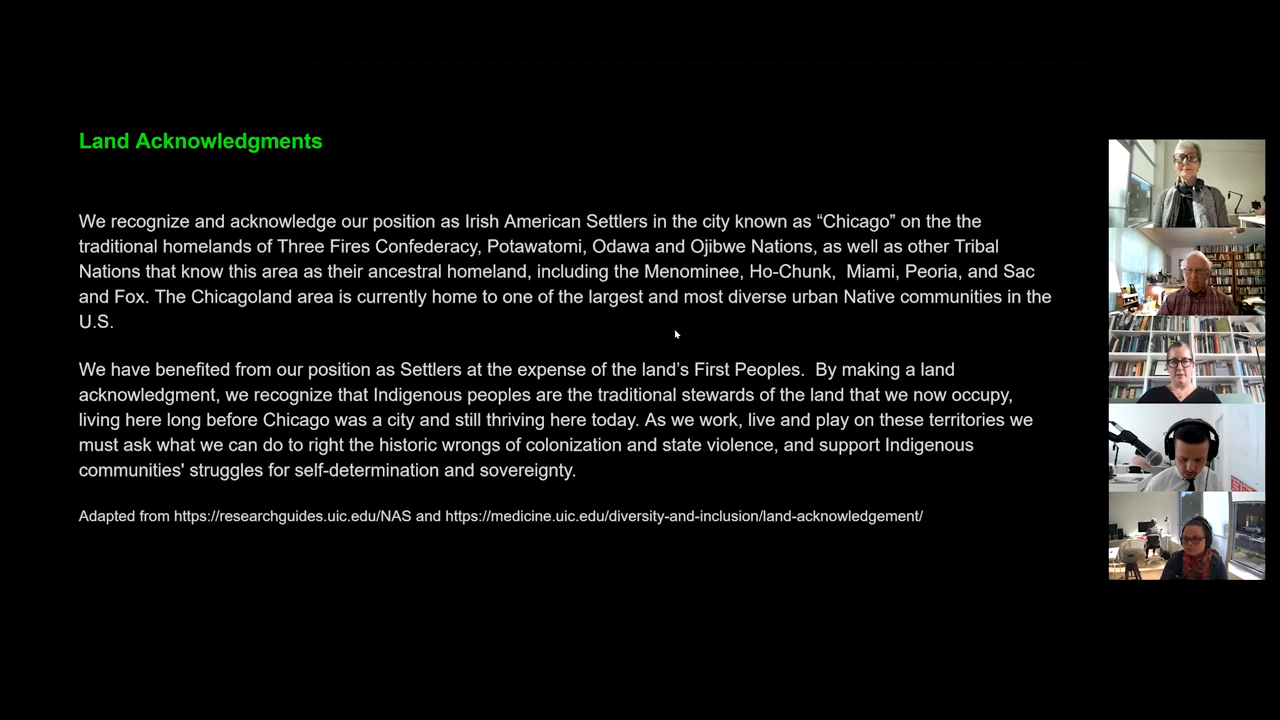 Land Acknowledgments
We recognize and acknowledge our position as Irish American Settlers in the city known as “Chicago” on the the
traditional homelands of Three Fires Confederacy, Potawatomi, Odawa and Ojibwe Nations, as well as other Tribal
Nations that know this area as their ancestral homeland, including the Menominee, Ho-Chunk,  Miami, Peoria, and Sac
and Fox. The Chicagoland area is currently home to one of the largest and most diverse urban Native communities in the
U.S.
We have benefited from our position as Settlers at the expense of the land’s First Peoples.  By making a land
acknowledgment, we recognize that Indigenous peoples are the traditional stewards of the land that we now occupy,
living here long before Chicago was a city and still thriving here today. As we work, live and play on these territories we
must ask what we can do to right the historic wrongs of colonization and state violence, and support Indigenous
communities' struggles for self-determination and sovereignty.
Adapted from https://researchguides.uic.edu/NAS and https://medicine.uic.edu/diversity-and-inclusion/land-acknowledgement/